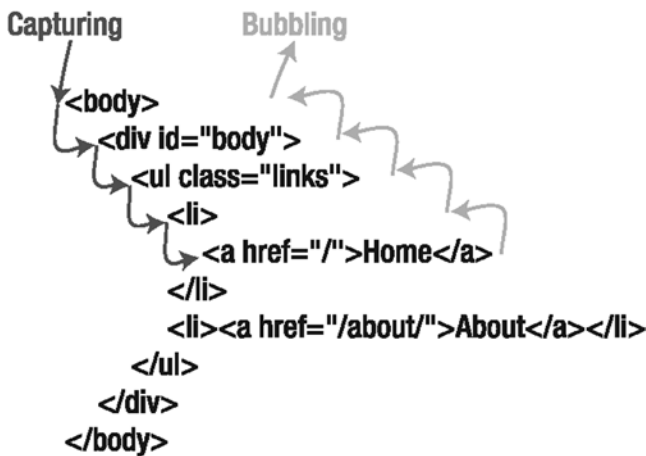 Capturing Bubbling
<body>
<div id="body">
<ul class="links">
<li>
<a href="/">Home</a>
</li>
<li><a href="/about/">About</a></li>
</ul>
</div>
</body>